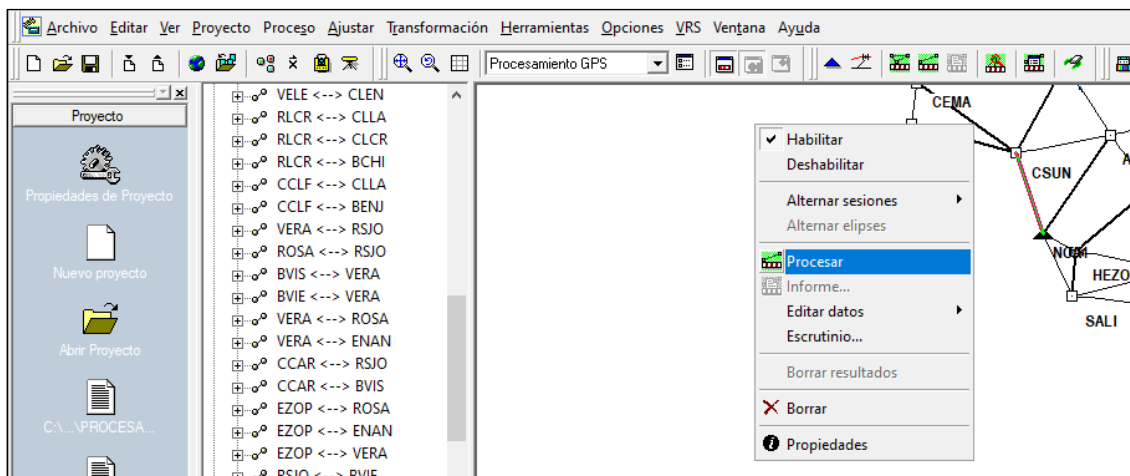 Archivo Editar Ver Proyecto Proceso Ajustar Transformación Herramientas Opciones VRS Ventana Ayuda
Procesamiento GPS
Proyecto
Propiedades de Proyecto
Nuevo proyecto
Abrir Proyecto
C:\...\PROCESA...
VELE <--> CLEN
RLCR <--> CLLA
RLCR <--> CLCR
RLCR <--> BCHI
CCLF <--> CLLA
CCLF <--> BENJ
VERA <--> RSJO
ROSA <--> RSJO
BVIS <--> VERA
BVIE <--> VERA
VERA <--> ROSA
VERA <--> ENAN
CCAR <--> RSJO
CCAR <--> BVIS
EZOP <--> ROSA
EZOP <--> ENAN
EZOP <--> VERA
RSJO <--> BVIE
Habilitar
Deshabilitar
Alternar sesiones
Alternar elipses
Procesar
Informe...
Editar datos
Escrutinio...
Borrar resultados
Borrar
Propiedades
CEMA
CSUN
A
HEZO
SALI